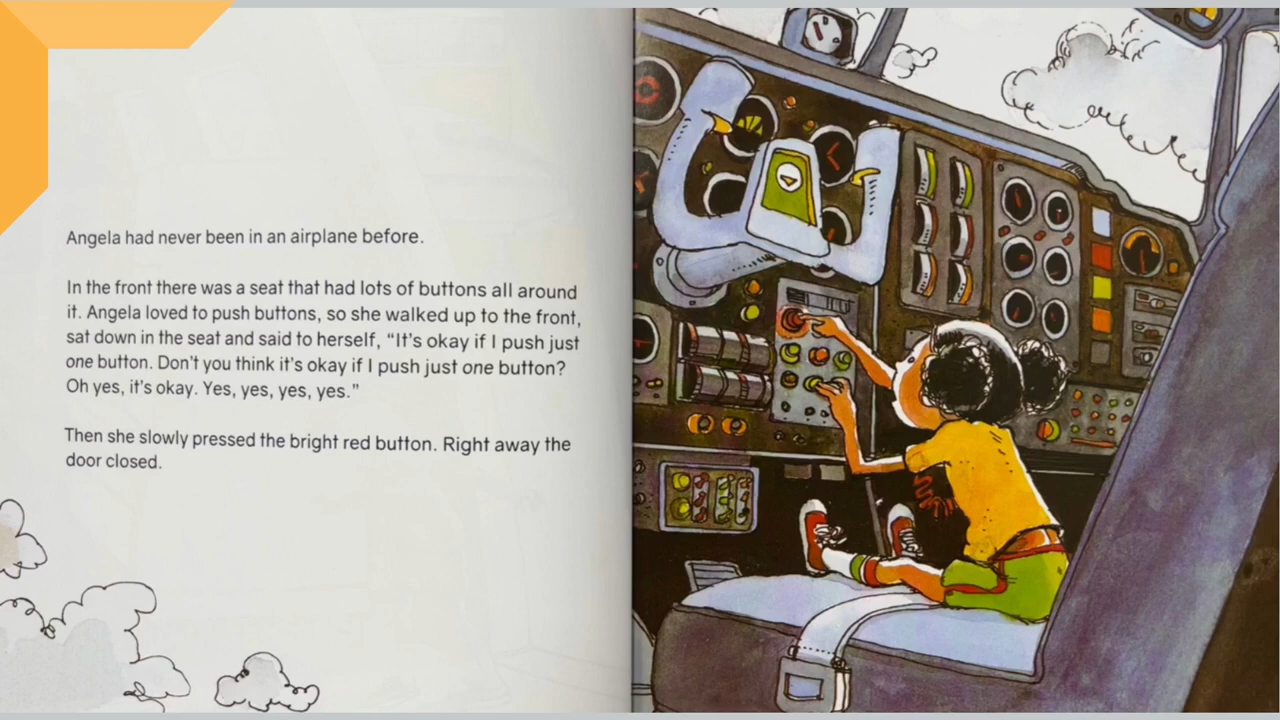 Angela had never been in an airplane before.
In the front there was a seat that had lots of buttons all around
it. Angela loved to push buttons, so she walked up to the front,
sat down in the seat and said to herself, “It’s okay if I push just
one button. Don’t you think it’s okay if I push just one button?
Oh yes, it’s okay. Yes, yes, yes, yes.”
Then she slowly pressed the bright red button. Right away the
door closed.